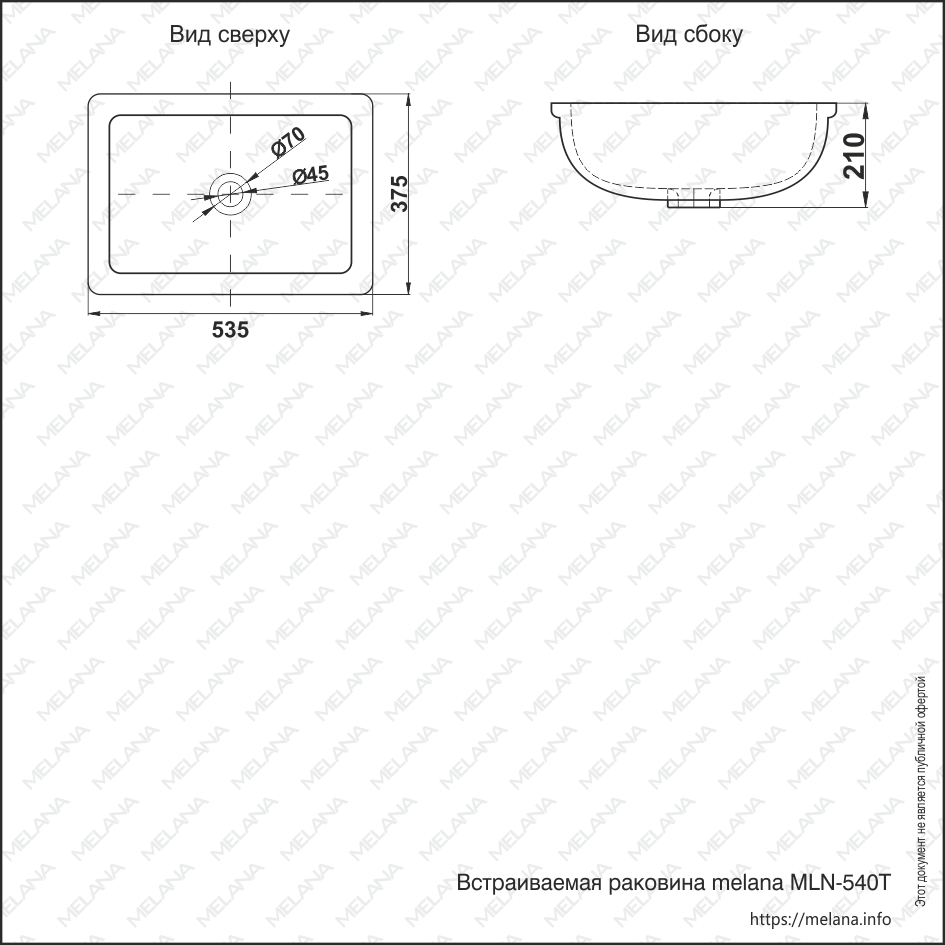 Вид сверху
Вид сбоку
Ø70
Ø45
375
535
210
Этот документ не является публичной офертой
Встраиваемая раковина melana MLN-540T
https://melana.info
MELANA